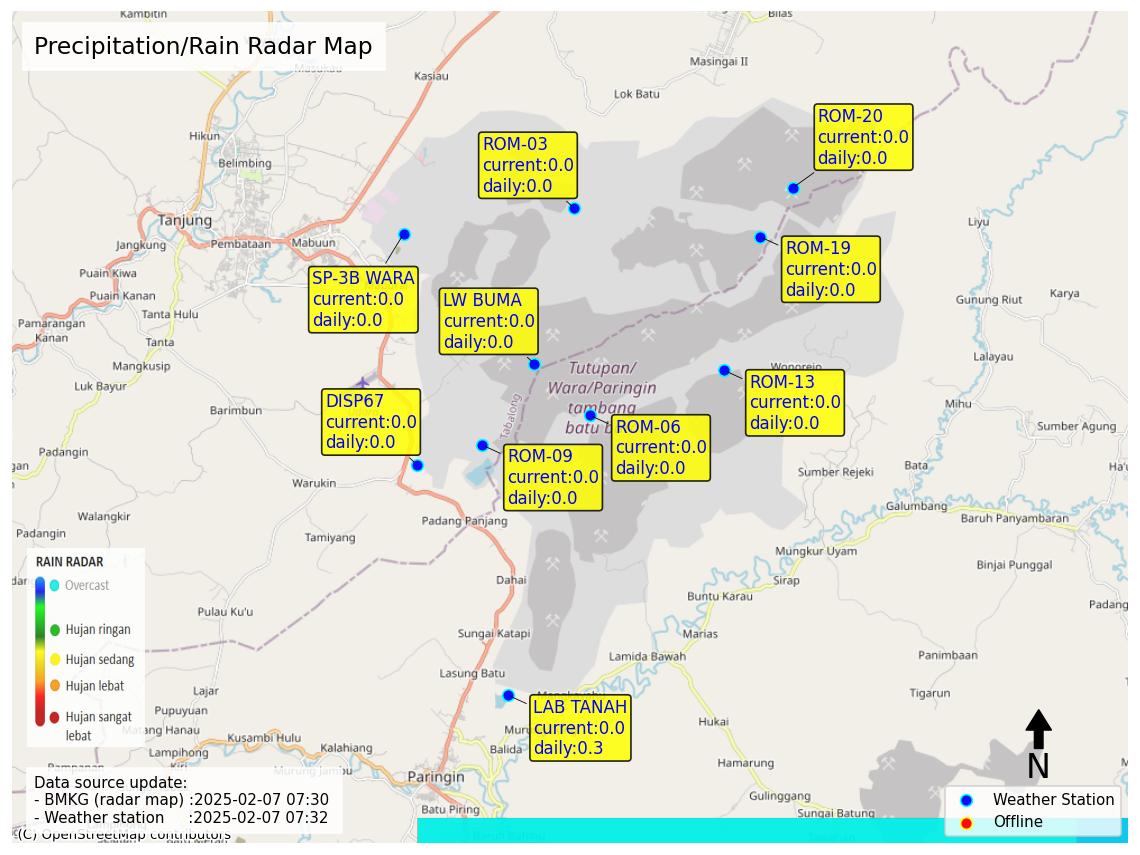 Kambitin
Bilas
Precipitation/Rain Radar Map
Masukau
Kasiau
Masingai II
Lok Batu
Hikun
Belimbing
ROM-03
current:0.0
daily:0.0
ROM-20
current:0.0
daily:0.0
Tanjung
Jangkung
Pembataan
Mabuun
Liyu
Puain Kiwa
Puain Kanan
SP-3B WARA
current:0.0
daily:0.0
LW BUMA
current:0.0
daily:0.0
ROM-19
current:0.0
daily:0.0
Gunung Riut
Karya
Tanta Hulu
Pamarangan
Kanan
Tanta
Mangkusip
Luk Bayur
Lalayau
Wonorejo
Tutupan/
Wara/Paringin
tambang
batu b
Tabalong
ROM-13
current:0.0
daily:0.0
DISP67
current:0.0
daily:0.0
ROM-06
current:0.0
daily:0.0
ROM-09
current:0.0
daily:0.0
Barimbun
Mihu
Sumber Agung
Padangin
Bata
Ha'
gan
Warukin
Sumber Rejeki
Galumbang
Baruh Panyambaran
Walangkir
Padangin
Padang Panjang
Tamiyang
Mungkur Uyam
Binjai Punggal
Dahai
Sirap
Buntu Karau
Padang
Pulau Ku'u
Sungai Katapi
Marias
Lamida Bawah
Panimbaan
Lasung Batu
Tigarun
Lajar
Pupuyuan
Matang Hanau
Kusambi Hulu
Lampihong
Kalahiang
Murung Jambu
Paringin
Batu Piring
Balida
Muru
Hukai
Hamarung
Gulinggang
Sungai Batung
RAIN RADAR
Overcast
Hujan ringan
Hujan sedang
Hujan lebat
Hujan sangat
lebat
LAB TANAH
current:0.0
daily:0.3
N
Data source update:
- BMKG (radar map) :2025-02-07 07:30
- Weather station :2025-02-07 07:32
(C) OpenStreetMap contributors
Weather Station
Offline